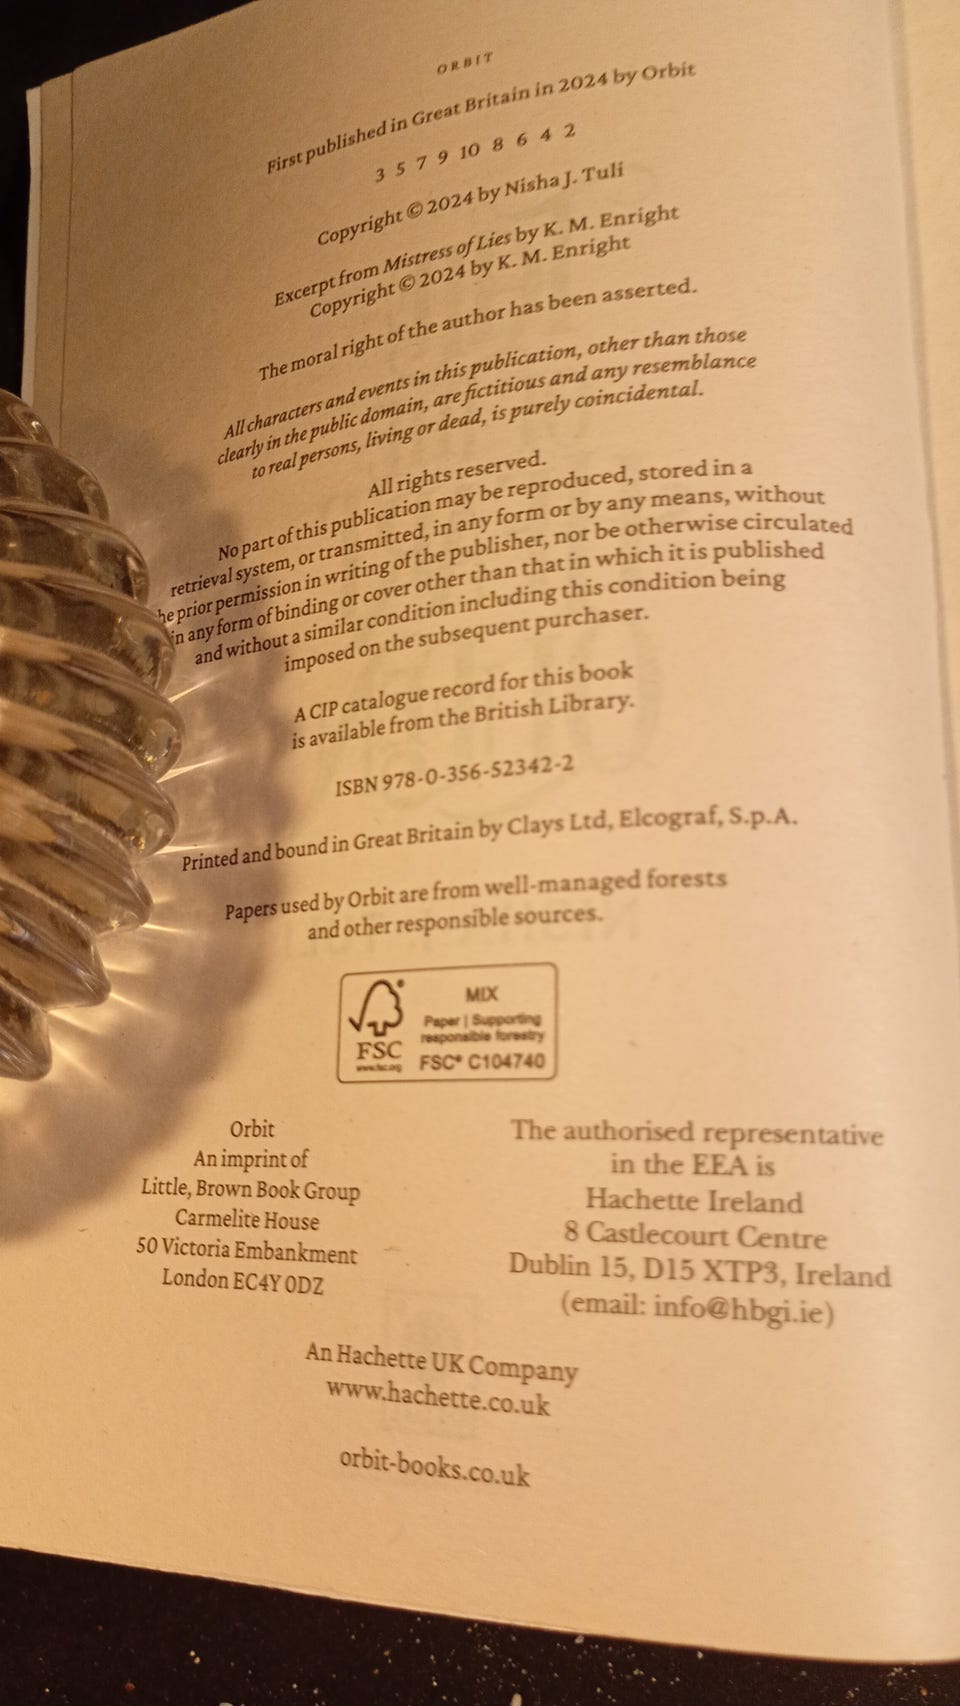 ORBIT
First published in Great Britain in 2024 by Orbit
3 5 7 9 10 8 6 4 2
Copyright © 2024 by Nisha J. Tuli
Excerpt from Mistress of Lies by K. M. Enright
Copyright © 2024 by K. M. Enright
The moral right of the author has been asserted.
All characters and events in this publication, other than those
clearly in the public domain, are fictitious and any resemblance
to real persons, living or dead, is purely coincidental.
All rights reserved.
No part of this publication may be reproduced, stored in a
retrieval system, or transmitted, in any form or by any means, without
he prior permission in writing of the publisher, nor be otherwise circulated
in any form of binding or cover other than that in which it is published
and without a similar condition including this condition being
imposed on the subsequent purchaser.
A CIP catalogue record for this book
is available from the British Library.
ISBN 978-0-356-52342-2
Printed and bound in Great Britain by Clays Ltd, Elcograf, S.p.A.
Papers used by Orbit are from well-managed forests
and other responsible sources.
FSC
www.fsc.org
MIX
Paper | Supporting
responsible forestry
FSC® C104740
Orbit
An imprint of
Little, Brown Book Group
Carmelite House
50 Victoria Embankment
London EC4Y 0DZ
The authorised representative
in the EEA is
Hachette Ireland
8 Castlecourt Centre
Dublin 15, D15 XTP3, Ireland
(email: info@hbgi.ie)
An Hachette UK Company
www.hachette.co.uk
orbit-books.co.uk